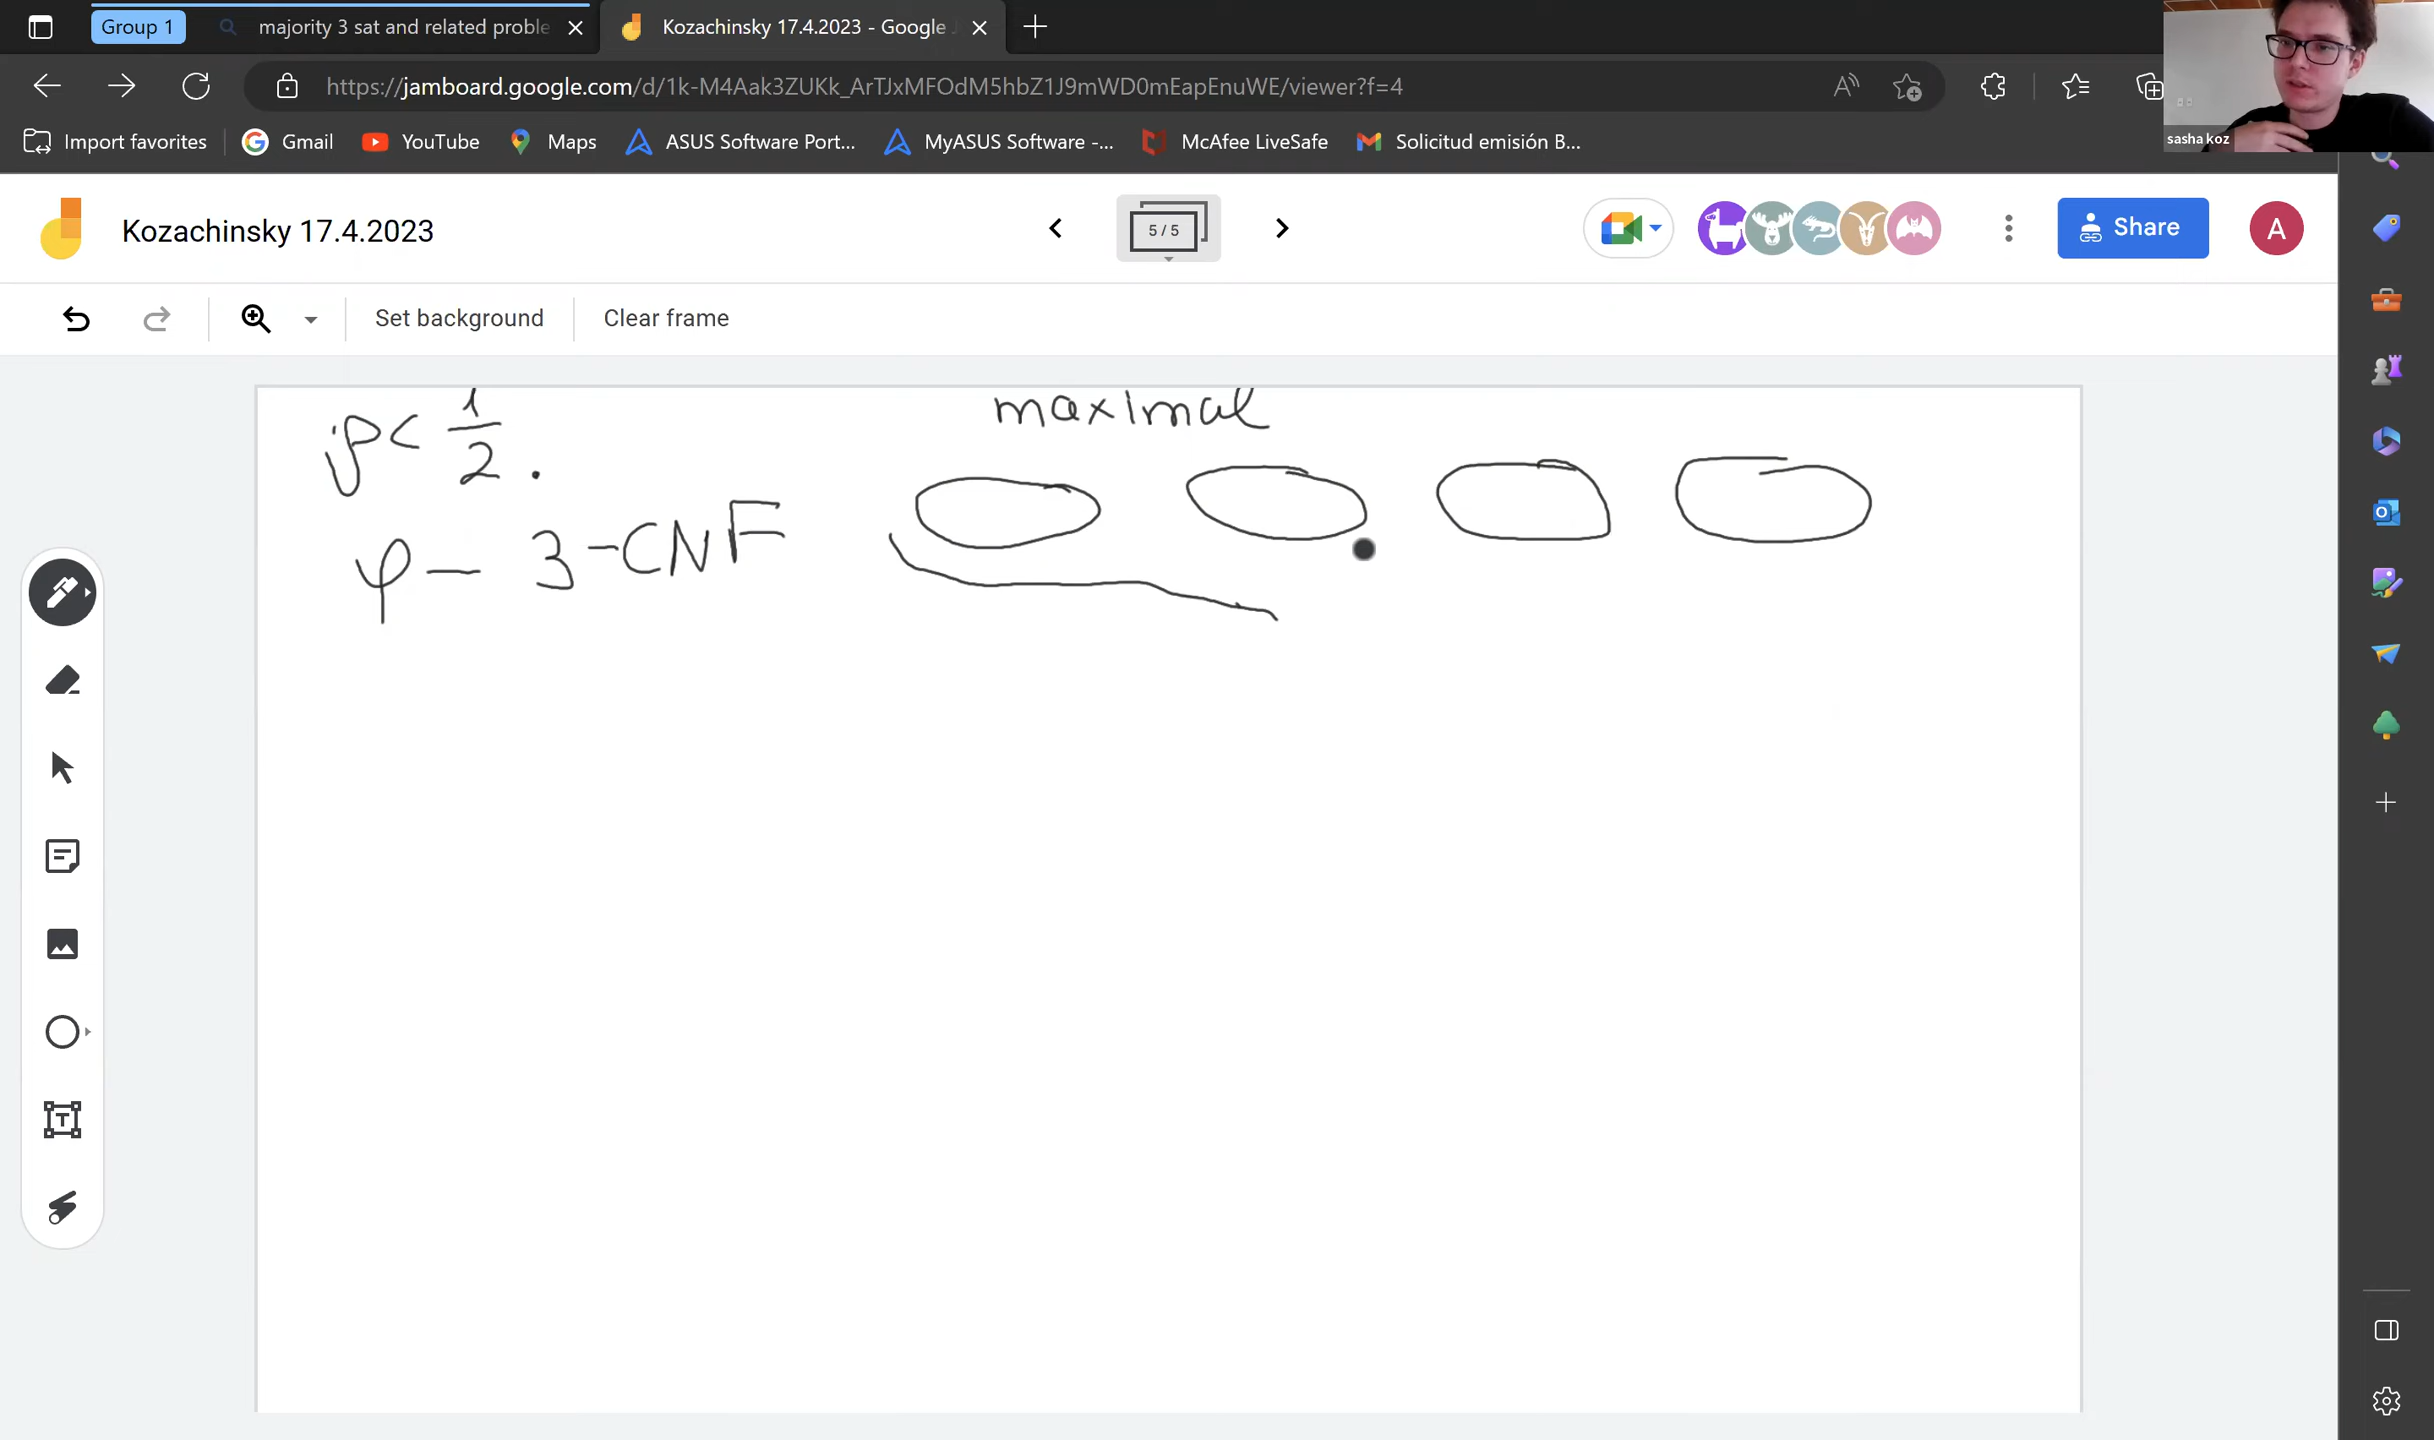 Group 1
majority 3 sat and related proble
Kozachinsky 17.4.2023 - Google J
https://jamboard.google.com/d/1k-M4Aak3ZUKk_ArTJxMFOdM5hbZ1J9mWD0mEapEnuWE/viewer?f=4
sasha koz
Import favorites
Gmail
YouTube
Maps
ASUS Software Port...
MyASUS Software -...
McAfee LiveSafe
Solicitud emisión B...
Kozachinsky 17.4.2023
5 / 5
Share
A
Set background
Clear frame
p < 1/2 .
maximal
φ — 3-CNF